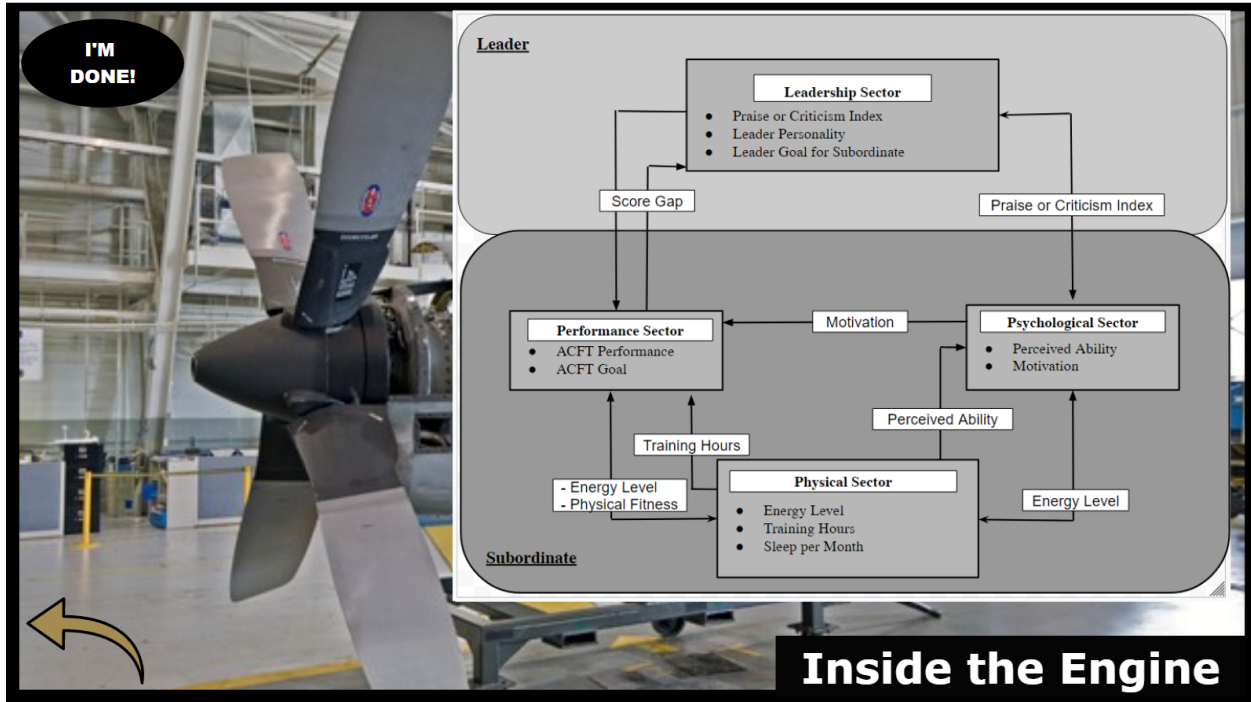 I'M
DONE!
Leader
Leadership Sector
● Praise or Criticism Index
● Leader Personality
● Leader Goal for Subordinate
Score Gap
Praise or Criticism Index
Performance Sector
● ACFT Performance
● ACFT Goal
Motivation
Psychological Sector
● Perceived Ability
● Motivation
Perceived Ability
Training Hours
- Energy Level
- Physical Fitness
Physical Sector
● Energy Level
● Training Hours
● Sleep per Month
Energy Level
Subordinate
Inside the Engine